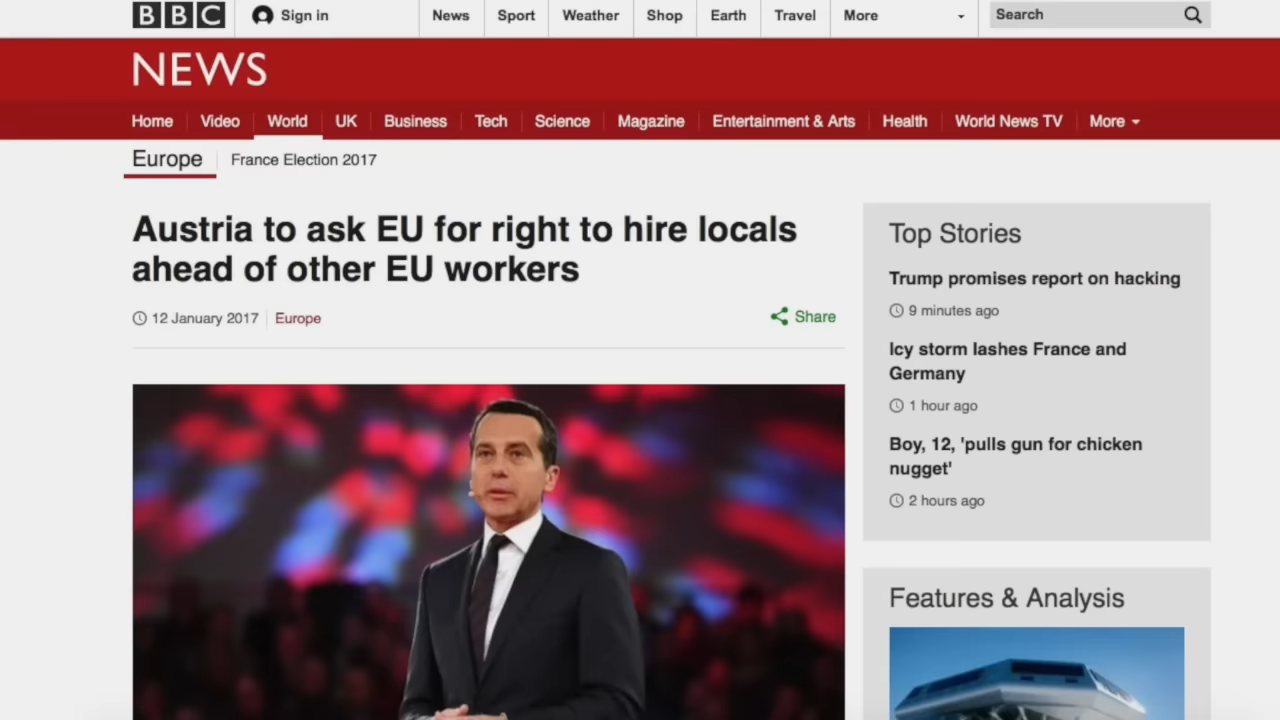 BBC Sign in News Sport Weather Shop Earth Travel More Search
NEWS
Home Video World UK Business Tech Science Magazine Entertainment & Arts Health World News TV More
Europe France Election 2017
Austria to ask EU for right to hire locals
ahead of other EU workers
12 January 2017 Europe Share
Top Stories
Trump promises report on hacking
9 minutes ago
Icy storm lashes France and
Germany
1 hour ago
Boy, 12, 'pulls gun for chicken
nugget'
2 hours ago
Features & Analysis